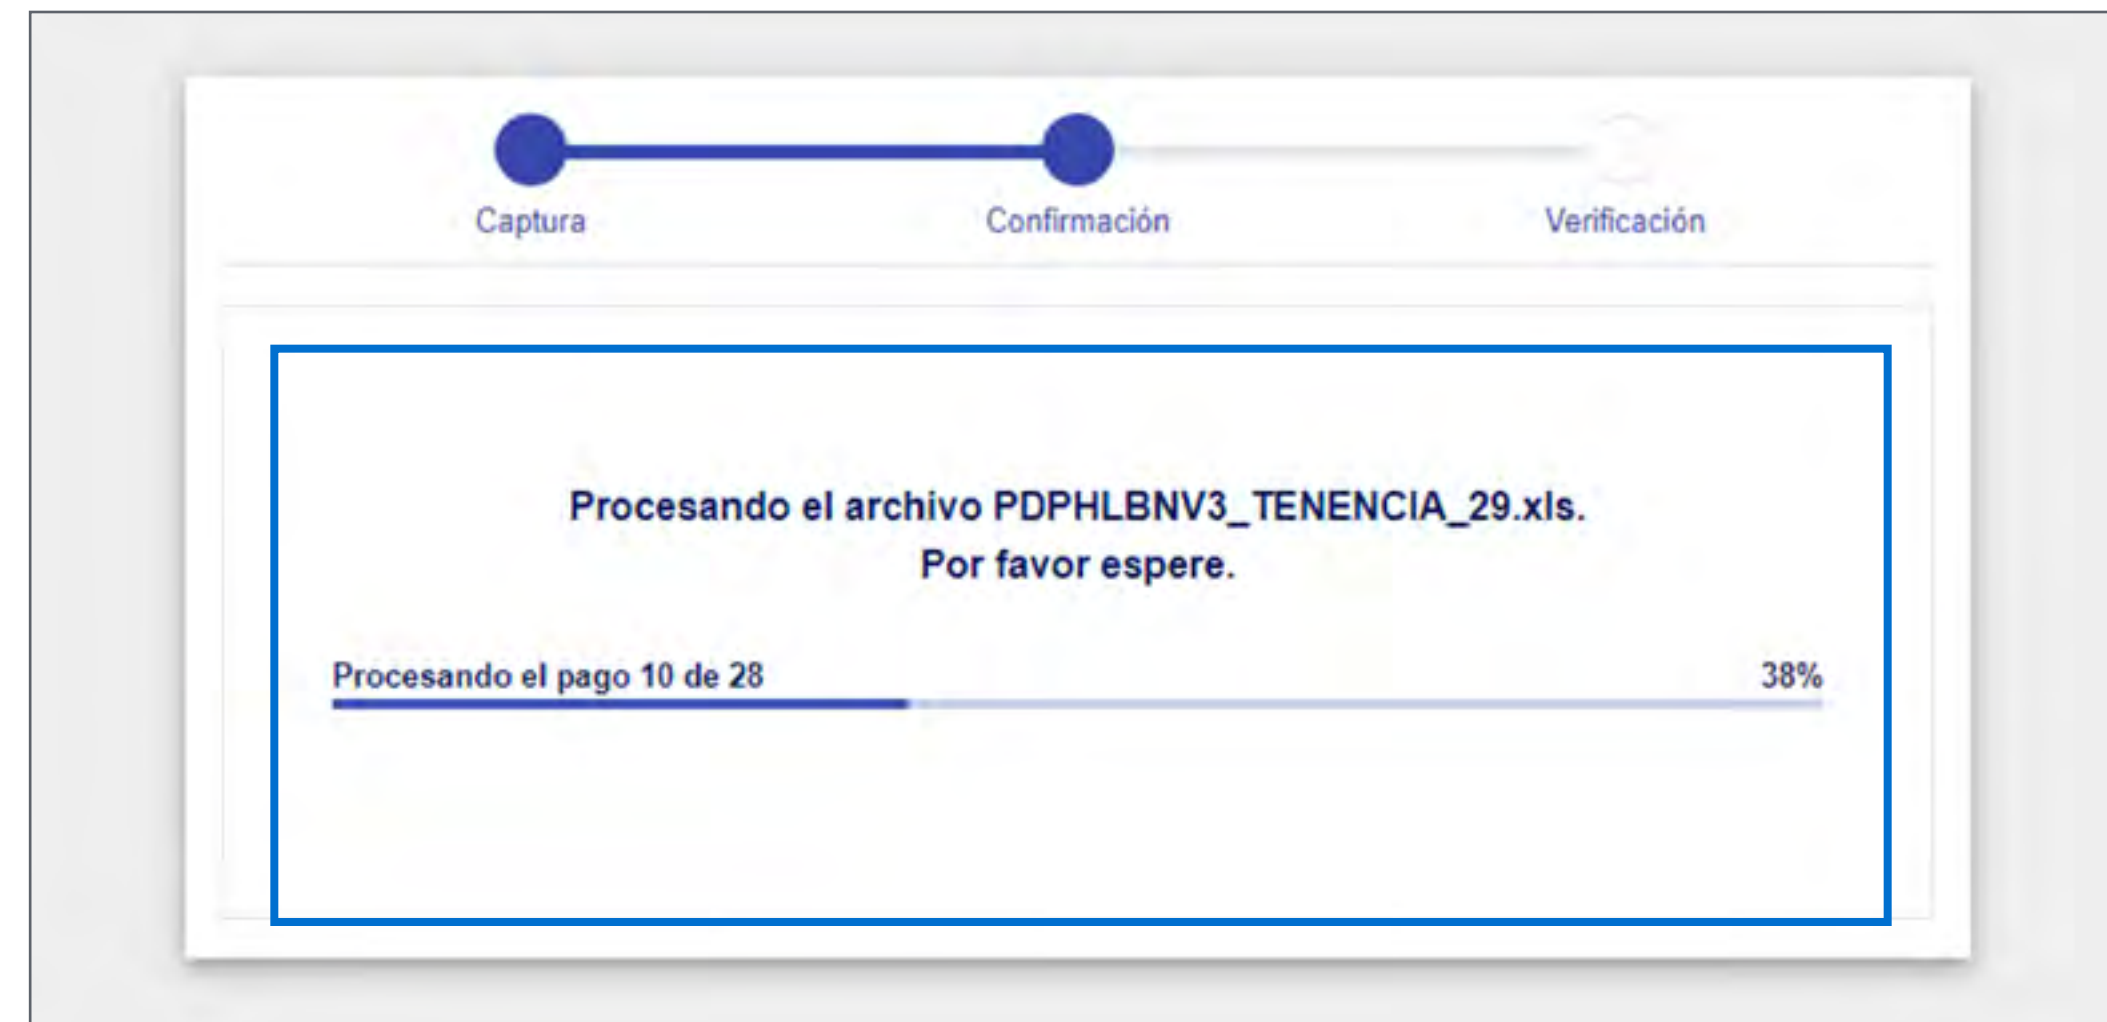 Captura
Confirmación
Verificación
Procesando el archivo PDPHLBNV3_TENENCIA_29.xls.
Por favor espere.
Procesando el pago 10 de 28
38%